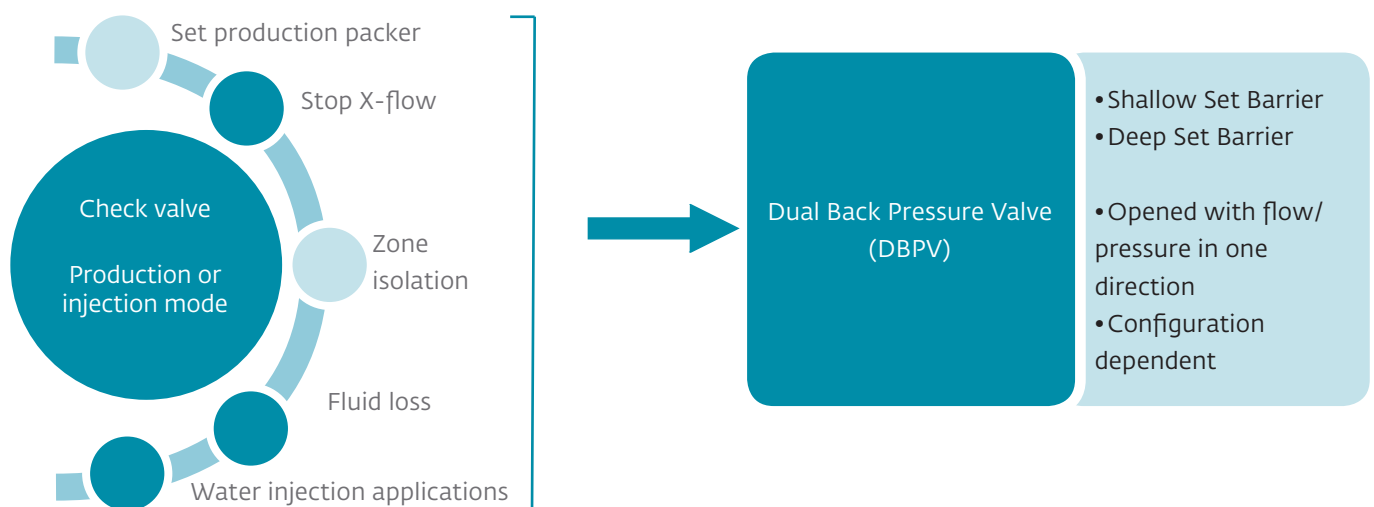 Set production packer
Stop X-flow
Check valve
Production or
injection mode
Zone
isolation
Fluid loss
Water injection applications
Dual Back Pressure Valve
(DBPV)
•Shallow Set Barrier
•Deep Set Barrier
•Opened with flow/
pressure in one
direction
•Configuration
dependent